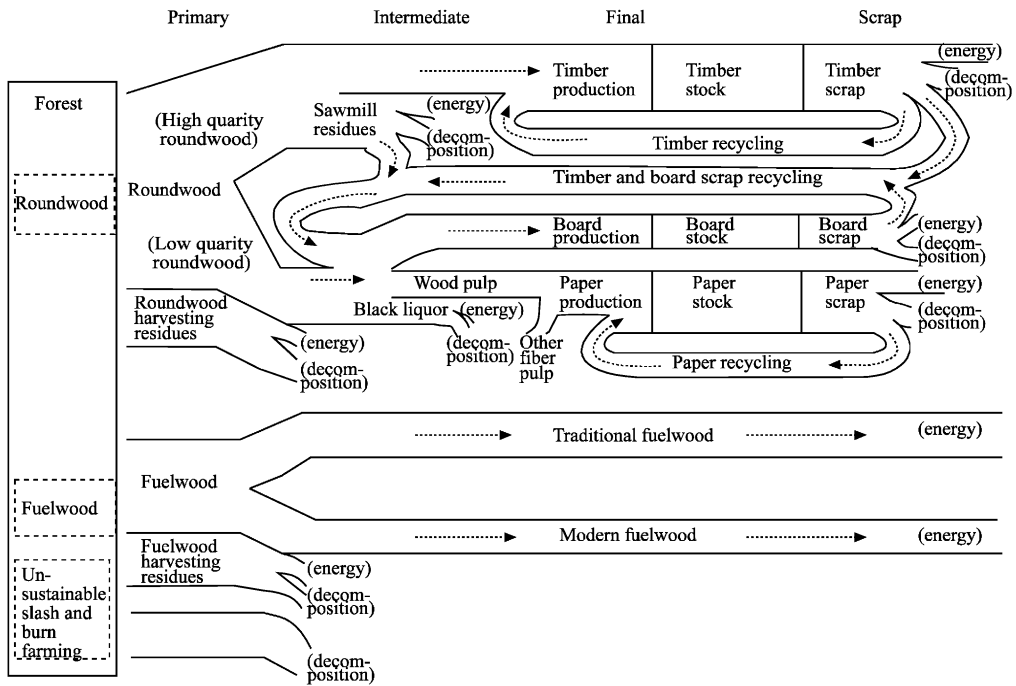 Primary
Intermediate
Final
Scrap
Forest
Roundwood
Fuelwood
Un-
sustainable
slash and
burn
farming
(High quarity
roundwood)
Roundwood
(Low quarity
roundwood)
Roundwood
harvesting
residues
(energy)
(decom-
position)
Sawmill
residues
(energy)
(decom-
position)
Timber
production
Timber
stock
Timber
scrap
(energy)
(decom-
position)
Timber recycling
Timber and board scrap recycling
Board
production
Board
stock
Board
scrap
(energy)
(decom-
position)
Wood pulp
Black liquor
(energy)
(decom-
position)
Other
fiber
pulp
Paper
production
Paper
stock
Paper
scrap
(energy)
(decom-
position)
Paper recycling
Traditional fuelwood
(energy)
Fuelwood
Modern fuelwood
(energy)
Fuelwood
harvesting
residues
(energy)
(decom-
position)
(decom-
position)